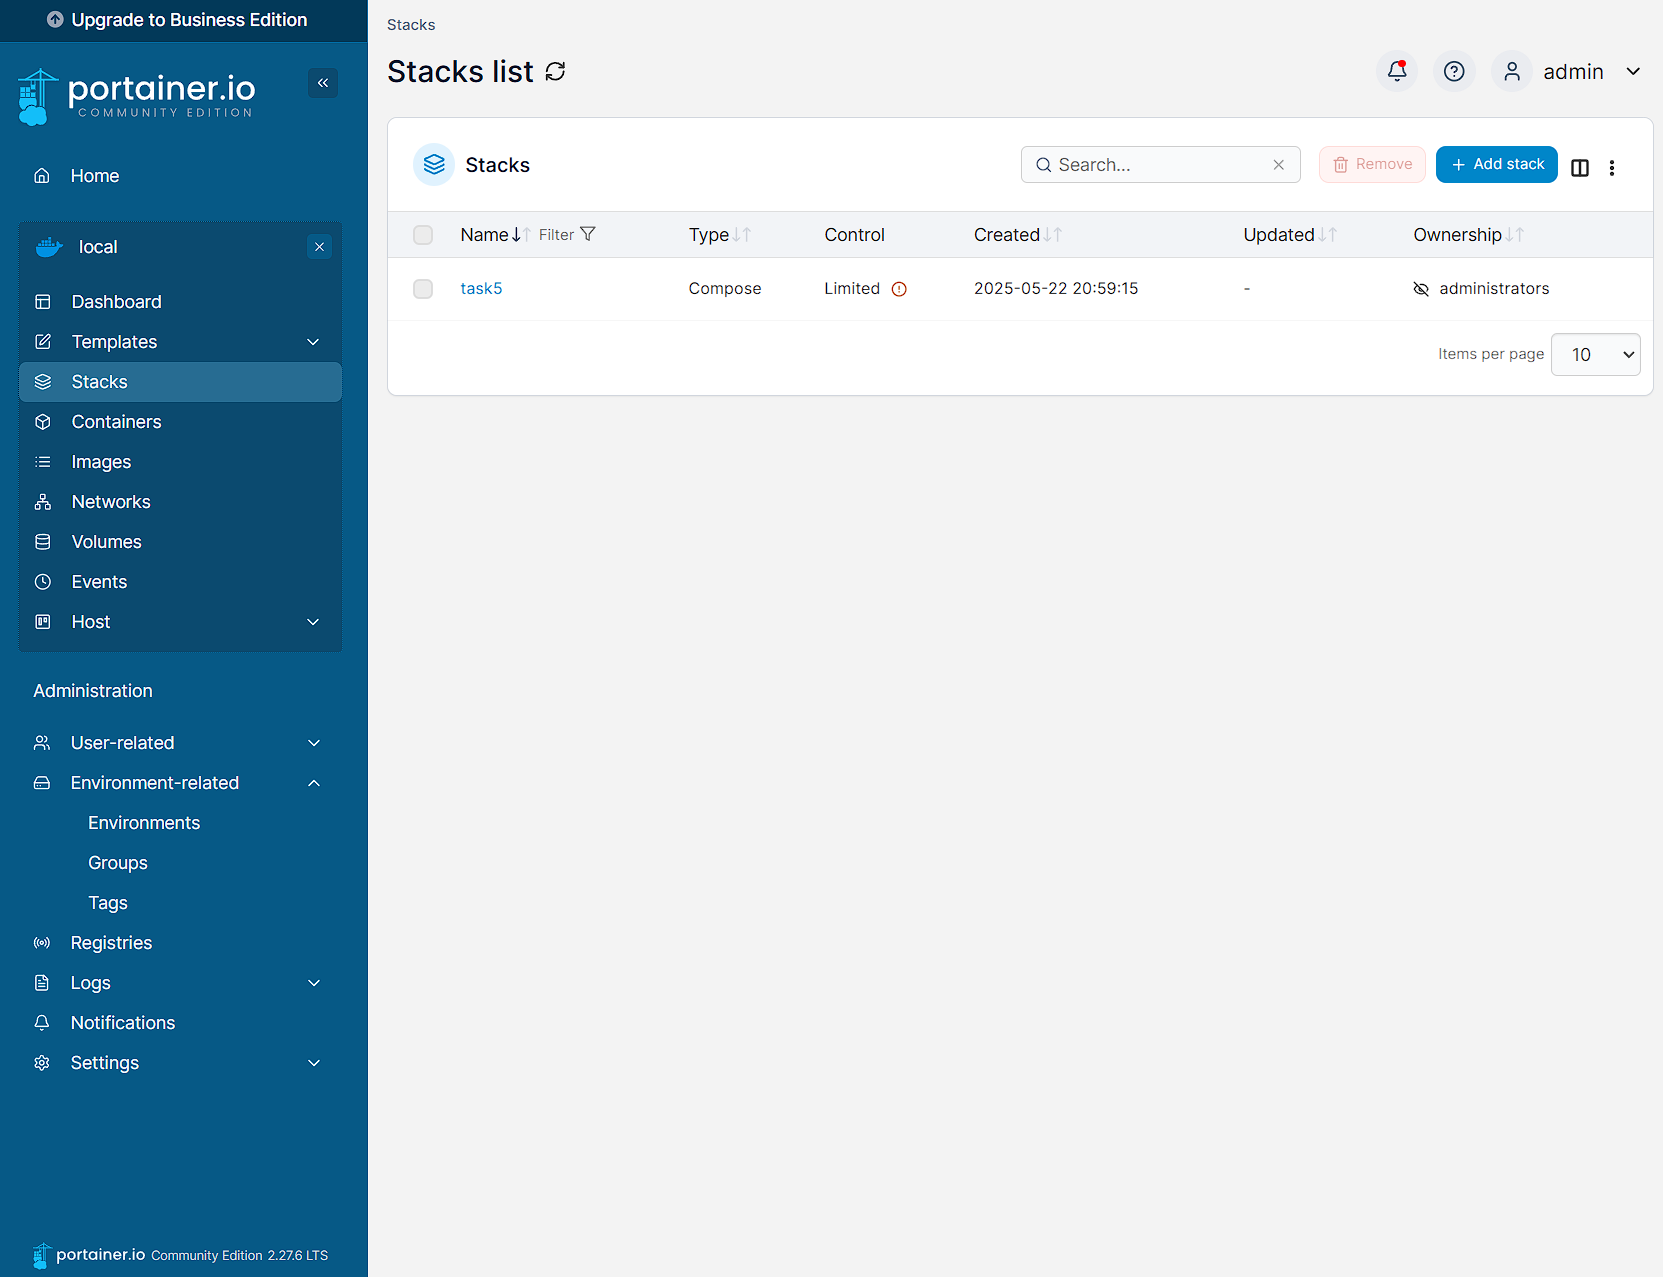 Upgrade to Business Edition
portainer.io
COMMUNITY EDITION
Home
local
Dashboard
Templates
Stacks
Containers
Images
Networks
Volumes
Events
Host
Administration
User-related
Environment-related
Environments
Groups
Tags
Registries
Logs
Notifications
Settings
portainer.io Community Edition 2.27.6 LTS
Stacks
Stacks list
admin
Stacks
Search...
Remove
Add stack
Name Filter Type Control Created Updated Ownership
task5 Compose Limited 2025-05-22 20:59:15 - administrators
Items per page 10